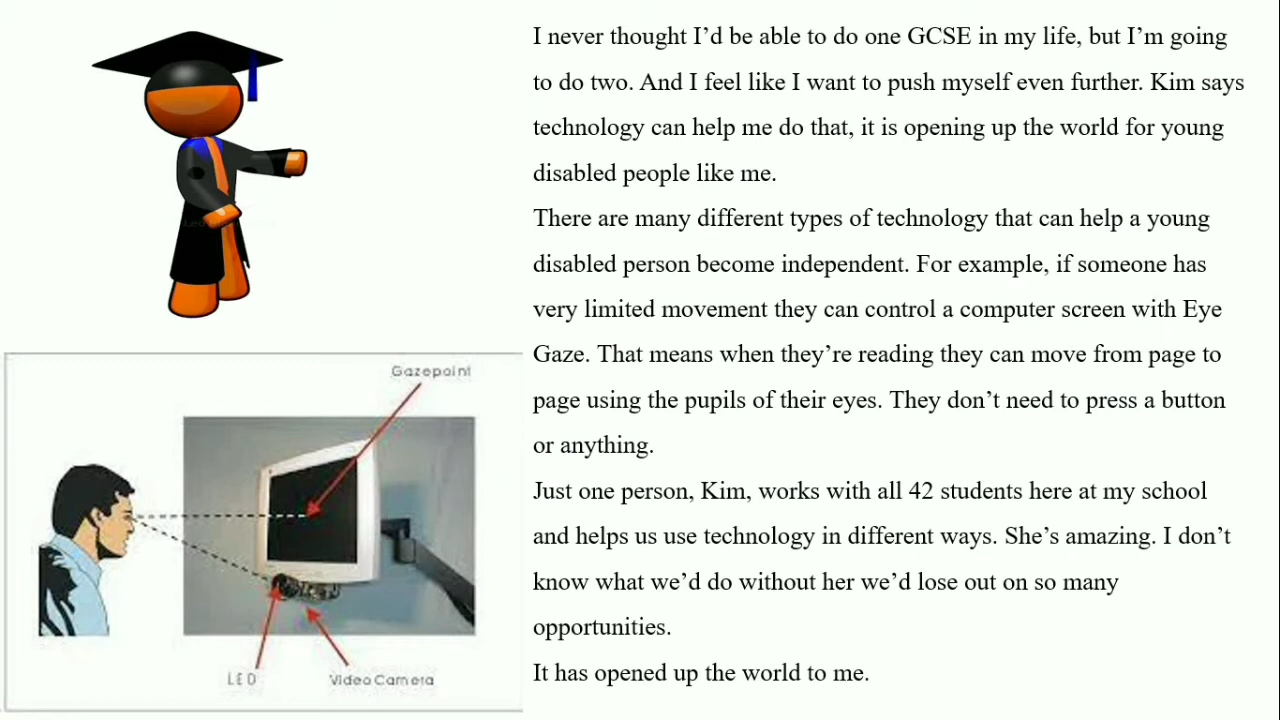 I never thought I’d be able to do one GCSE in my life, but I’m going
to do two. And I feel like I want to push myself even further. Kim says
technology can help me do that, it is opening up the world for young
disabled people like me.
There are many different types of technology that can help a young
disabled person become independent. For example, if someone has
very limited movement they can control a computer screen with Eye
Gaze. That means when they’re reading they can move from page to
page using the pupils of their eyes. They don’t need to press a button
or anything.
Just one person, Kim, works with all 42 students here at my school
and helps us use technology in different ways. She’s amazing. I don’t
know what we’d do without her we’d lose out on so many
opportunities.
It has opened up the world to me.
Gazepoint
LED
Video Camera